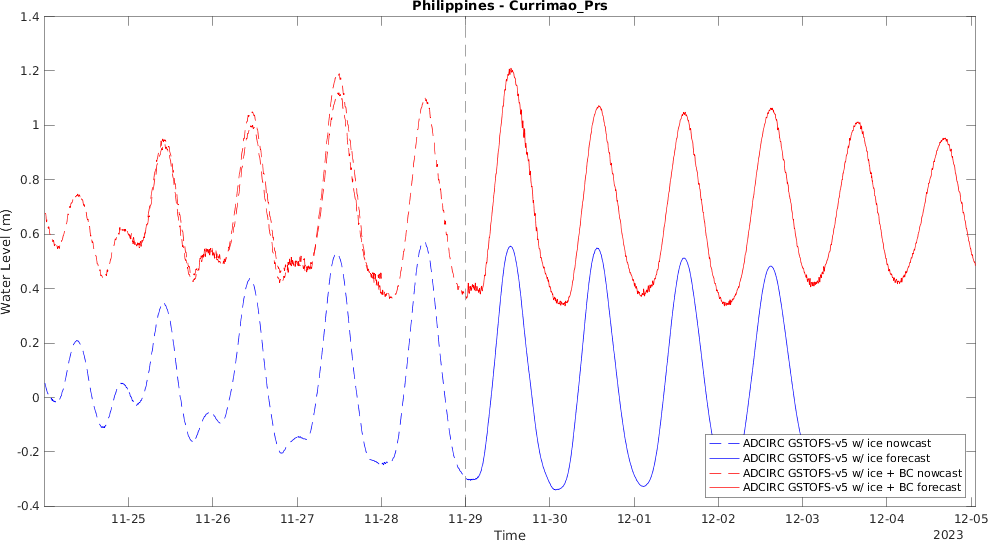 Philippines - Currimao_Prs
Water Level (m)
1.4
1.2
1
0.8
0.6
0.4
0.2
0
-0.2
-0.4
ADCIRC GSTOFS-v5 w/ ice nowcast
ADCIRC GSTOFS-v5 w/ ice forecast
ADCIRC GSTOFS-v5 w/ ice + BC nowcast
ADCIRC GSTOFS-v5 w/ ice + BC forecast
11-25 11-26 11-27 11-28 11-29 11-30 12-01 12-02 12-03 12-04 12-05
Time
2023